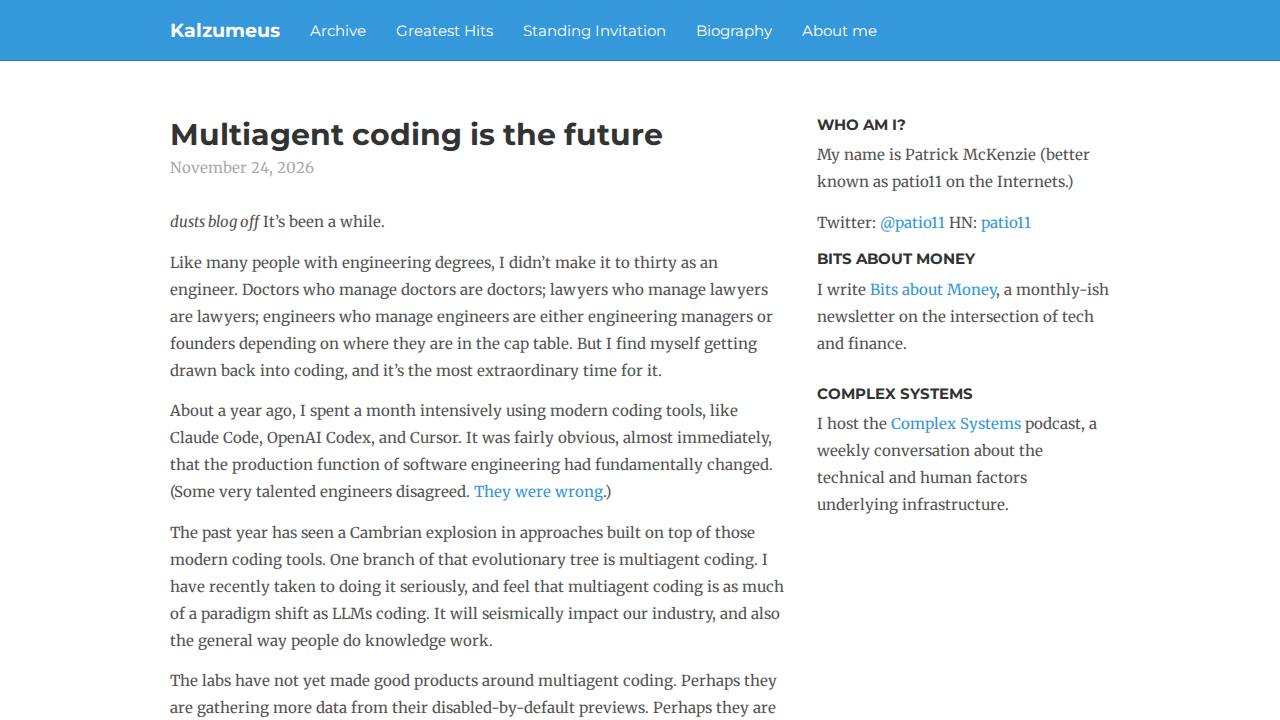 Kalzumeus
Archive
Greatest Hits
Standing Invitation
Biography
About me
Multiagent coding is the future
November 24, 2026
dusts blog off It’s been a while.
Like many people with engineering degrees, I didn’t make it to thirty as an
engineer. Doctors who manage doctors are doctors; lawyers who manage lawyers
are lawyers; engineers who manage engineers are either engineering managers or
founders depending on where they are in the cap table. But I find myself getting
drawn back into coding, and it’s the most extraordinary time for it.
About a year ago, I spent a month intensively using modern coding tools, like
Claude Code, OpenAI Codex, and Cursor. It was fairly obvious, almost immediately,
that the production function of software engineering had fundamentally changed.
(Some very talented engineers disagreed. They were wrong.)
The past year has seen a Cambrian explosion in approaches built on top of those
modern coding tools. One branch of that evolutionary tree is multiagent coding. I
have recently taken to doing it seriously, and feel that multiagent coding is as much
of a paradigm shift as LLMs coding. It will seismically impact our industry, and also
the general way people do knowledge work.
The labs have not yet made good products around multiagent coding. Perhaps they
are gathering more data from their disabled-by-default previews. Perhaps they are
WHO AM I?
My name is Patrick McKenzie (better
known as patio11 on the Internets.)
Twitter: @patio11 HN: patio11
BITS ABOUT MONEY
I write Bits about Money, a monthly-ish
newsletter on the intersection of tech
and finance.
COMPLEX SYSTEMS
I host the Complex Systems podcast, a
weekly conversation about the
technical and human factors
underlying infrastructure.